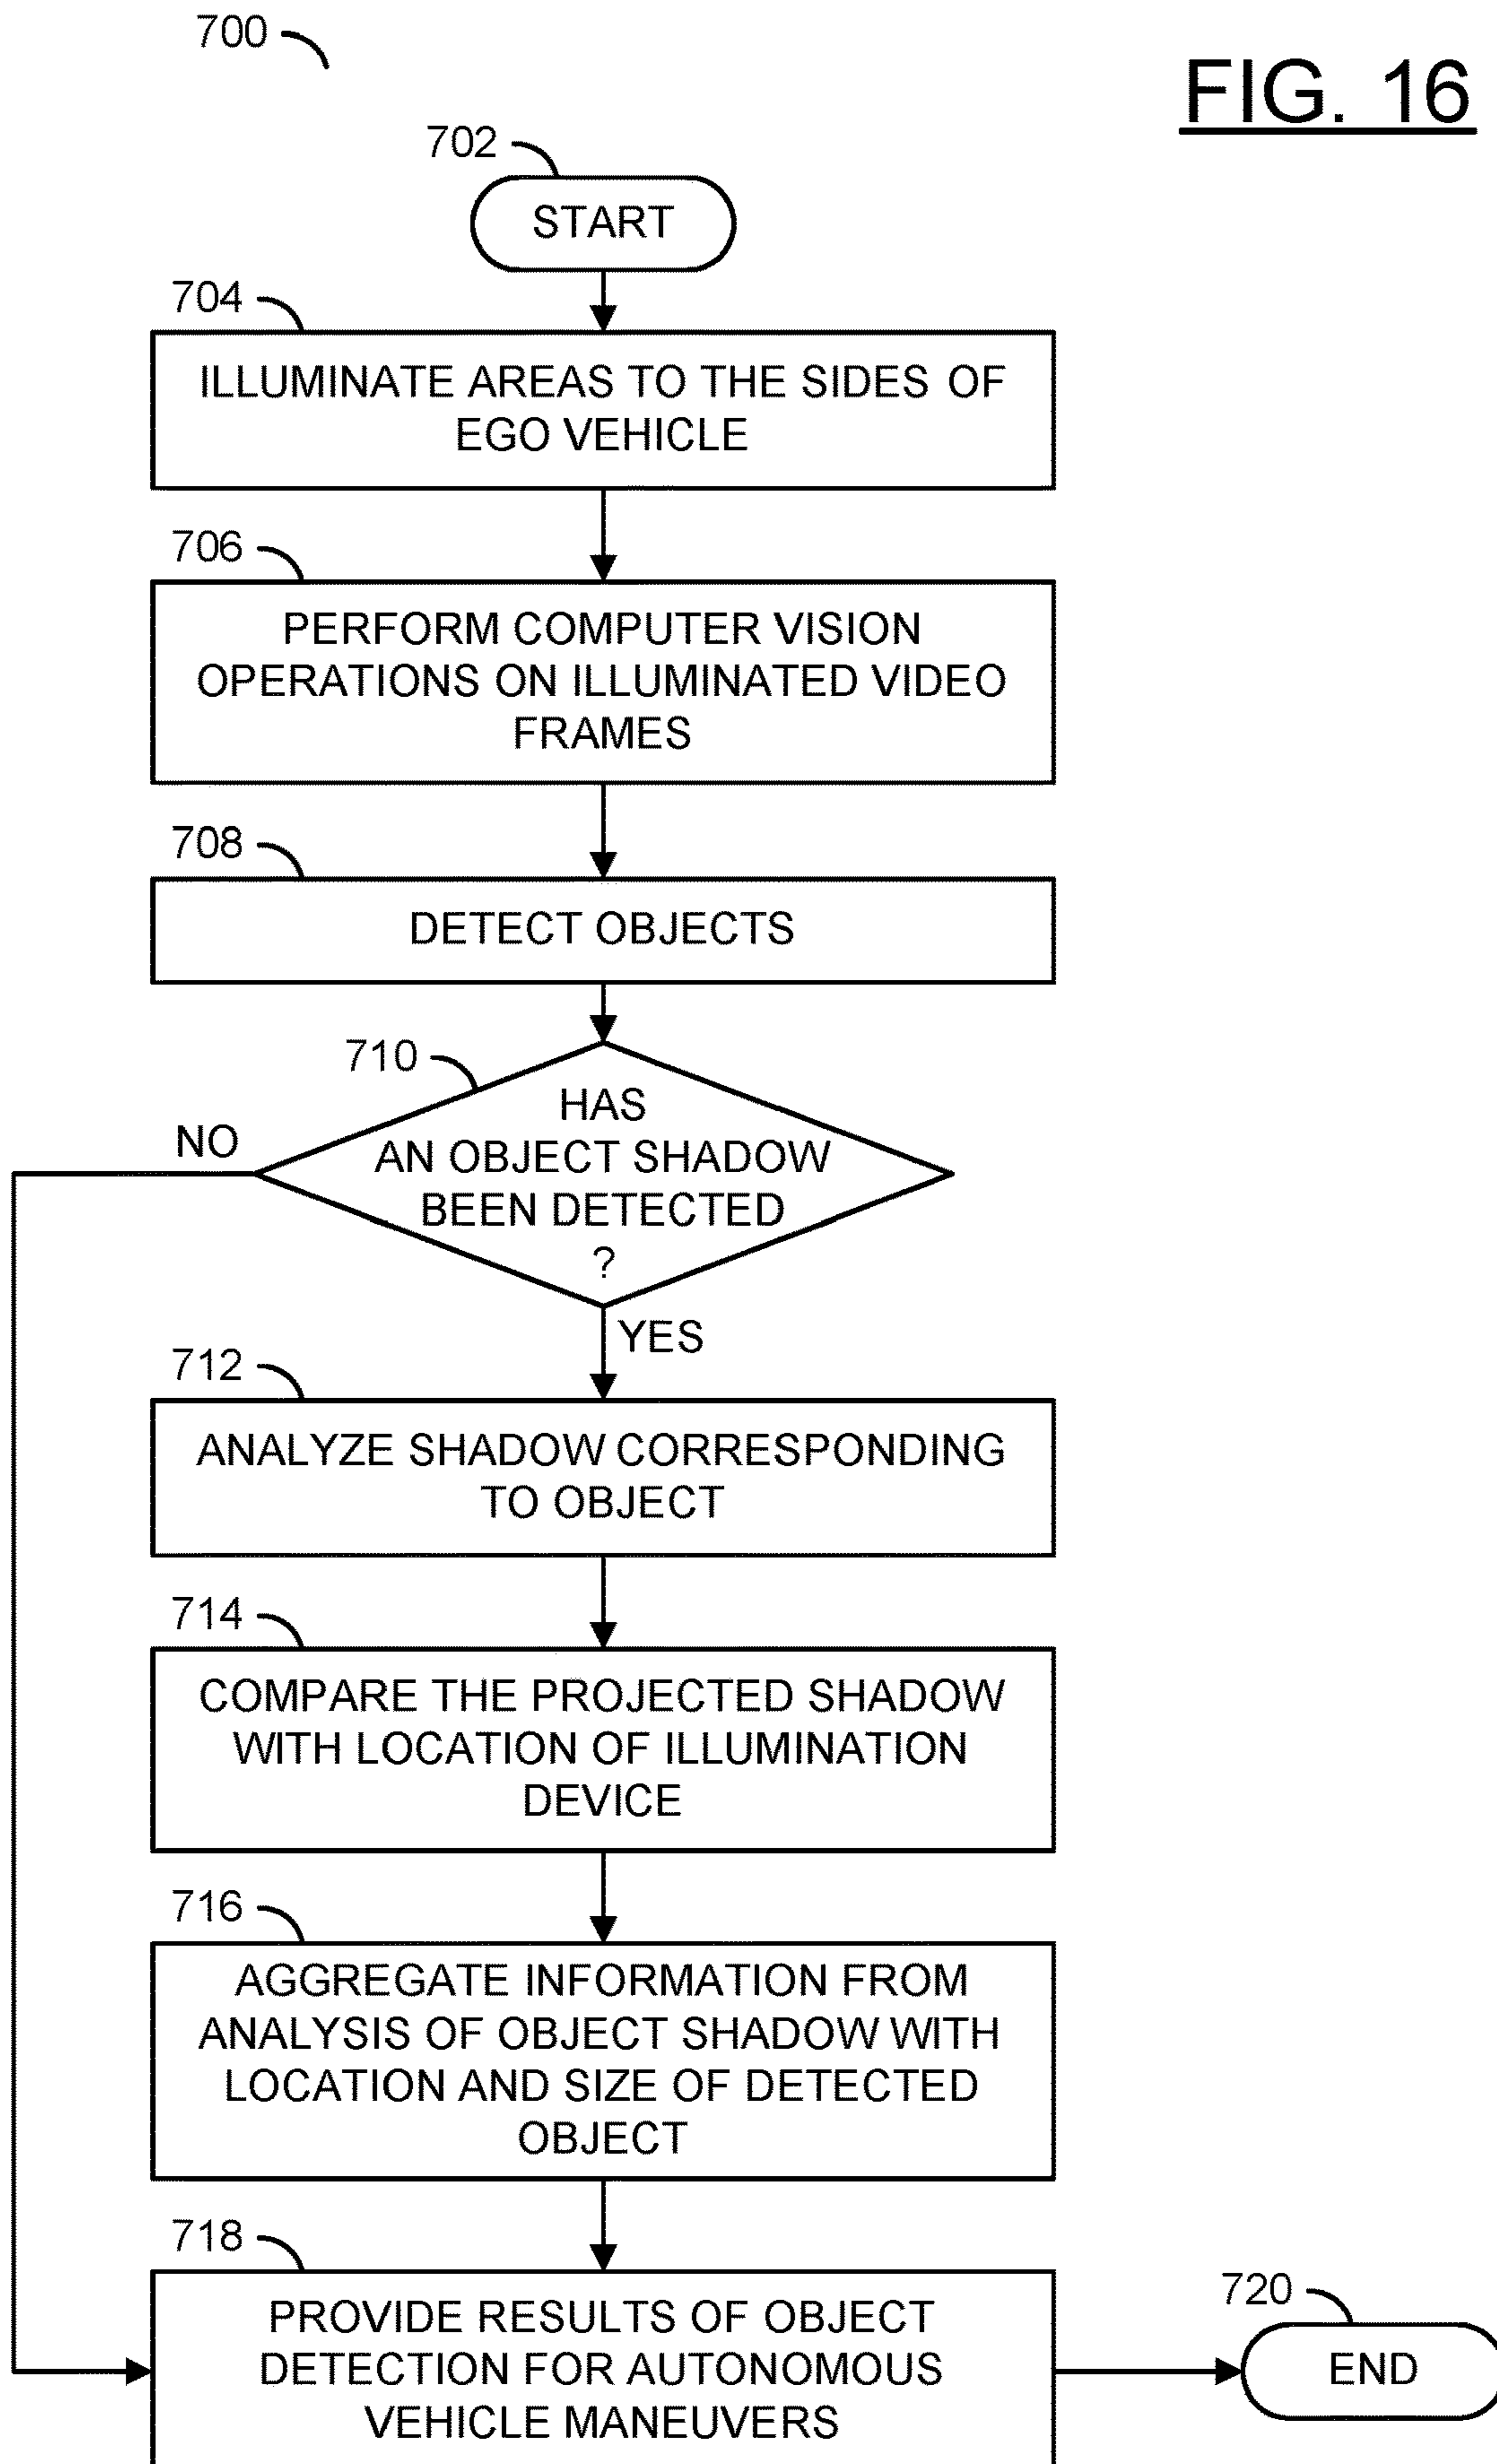 700
FIG. 16
702
START
704
ILLUMINATE AREAS TO THE SIDES OF
EGO VEHICLE
706
PERFORM COMPUTER VISION
OPERATIONS ON ILLUMINATED VIDEO
FRAMES
708
DETECT OBJECTS
710
HAS
AN OBJECT SHADOW
BEEN DETECTED
?
NO
YES
712
ANALYZE SHADOW CORRESPONDING
TO OBJECT
714
COMPARE THE PROJECTED SHADOW
WITH LOCATION OF ILLUMINATION
DEVICE
716
AGGREGATE INFORMATION FROM
ANALYSIS OF OBJECT SHADOW WITH
LOCATION AND SIZE OF DETECTED
OBJECT
718
PROVIDE RESULTS OF OBJECT
DETECTION FOR AUTONOMOUS
VEHICLE MANEUVERS
720
END